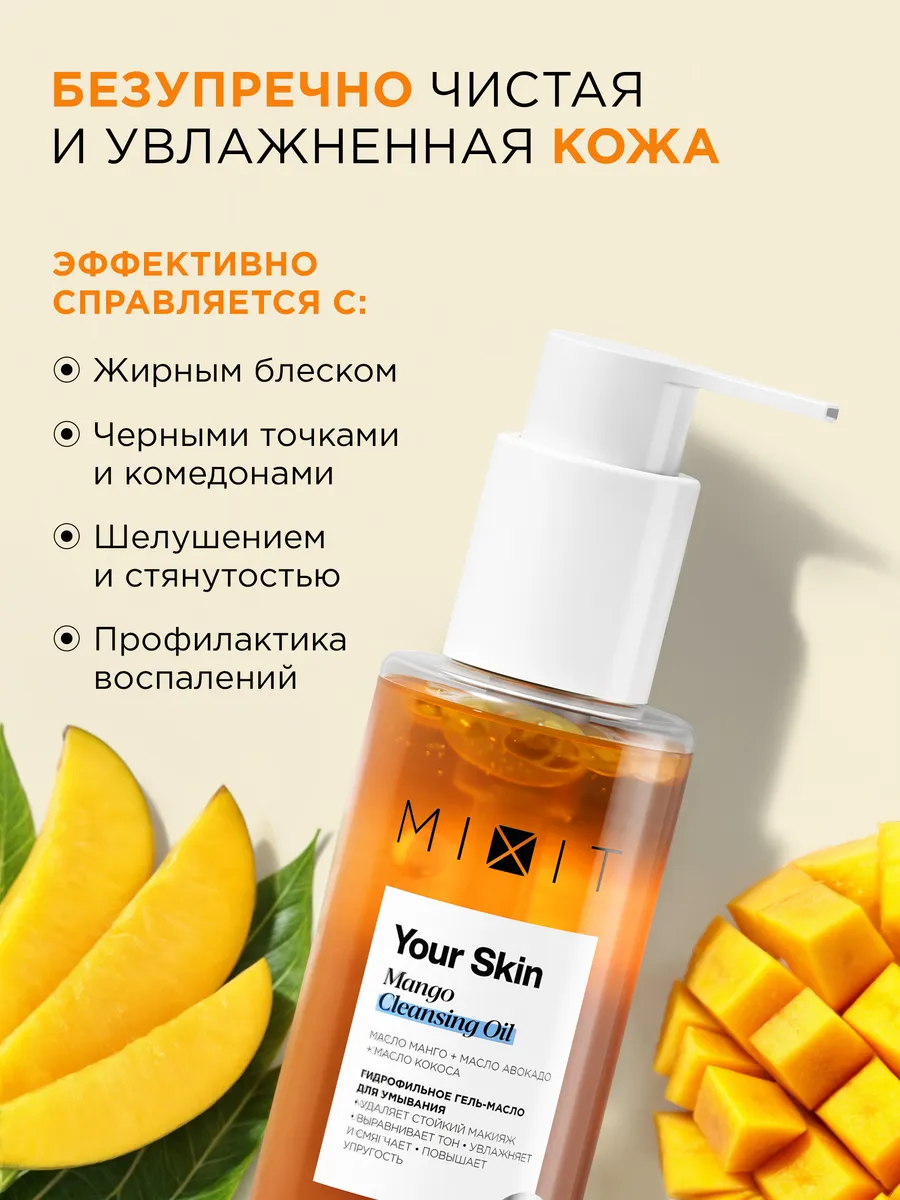 БЕЗУПРЕЧНО ЧИСТАЯ
И УВЛАЖНЕННАЯ КОЖА
ЭФФЕКТИВНО
СПРАВЛЯЕТСЯ С:
Жирным блеском
Черными точками
и комедонами
Шелушением
и стянутостью
Профилактика
воспалений
MIXIT
Your Skin
Mango
Cleansing Oil
МАСЛО МАНГО + МАСЛО АВОКАДО
+ МАСЛО КОКОСА
ГИДРОФИЛЬНОЕ ГЕЛЬ-МАСЛО
ДЛЯ УМЫВАНИЯ
• УДАЛЯЕТ СТОЙКИЙ МАКИЯЖ
• ВЫРАВНИВАЕТ ТОН • УВЛАЖНЯЕТ
И СМЯГЧАЕТ • ПОВЫШАЕТ
УПРУГОСТЬ